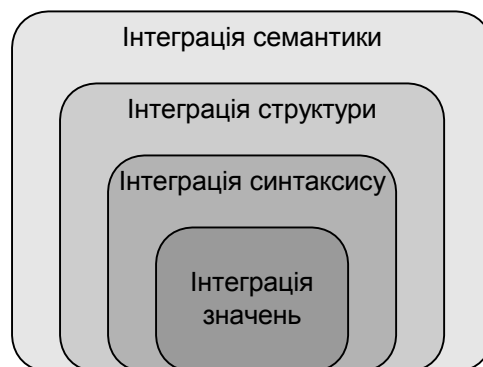 Інтеграція семантики
Інтеграція структури
Інтеграція синтаксису
Інтеграція
значень